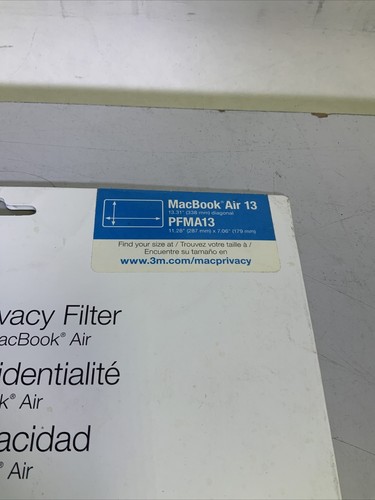 MacBook® Air 13
13.31" (338 mm) diagonal
PFMA13
11.28" (287 mm) x 7.06" (179 mm)
Find your size at / Trouvez votre taille à /
Encuentre su tamaño en
www.3m.com/macprivacy
vacy Filter
acBook® Air
identialité
k® Air
acidad
® Air